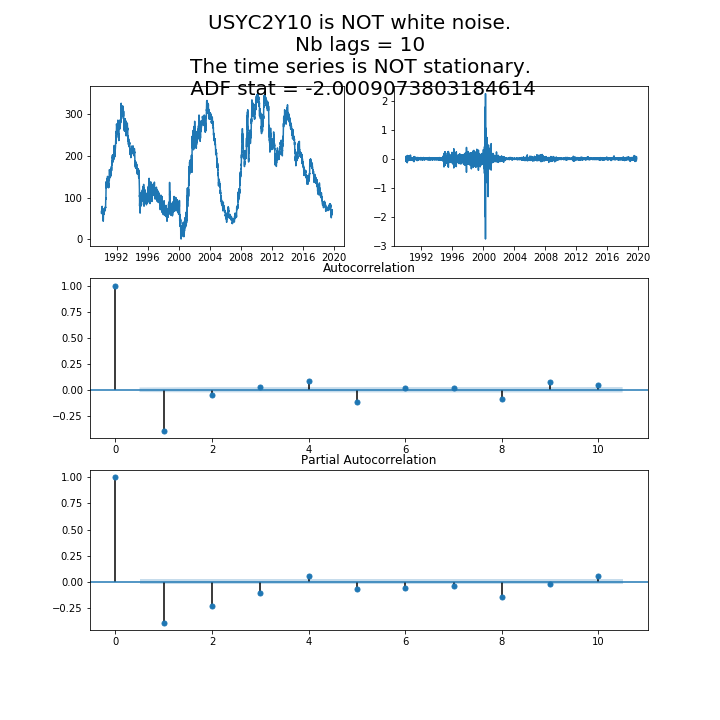 USYC2Y10 is NOT white noise.
Nb lags = 10
The time series is NOT stationary.
ADF stat = -2.0009073803184614
300
200
100
0
1992 1996 2000 2004 2008 2012 2016 2020
2
1
0
−1
−2
−3
1992 1996 2000 2004 2008 2012 2016 2020
Autocorrelation
1.00
0.75
0.50
0.25
0.00
−0.25
0 2 4 6 8 10
Partial Autocorrelation
1.00
0.75
0.50
0.25
0.00
−0.25
0 2 4 6 8 10